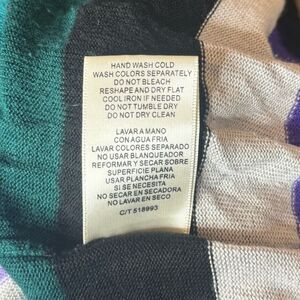 HAND WASH COLD
WASH COLORS SEPARATELY
DO NOT BLEACH
RESHAPE AND DRY FLAT
COOL IRON IF NEEDED
DO NOT TUMBLE DRY
DO NOT DRY CLEAN
LAVAR A MANO
CON AGUA FRIA
LAVAR COLORES SEPARADO
NO USAR BLANQUEADOR
REFORMAR Y SECAR SOBRE
SUPERFICIE PLANA
USAR PLANCHA FRIA
SI SE NECESITA
NO SECAR EN SECADORA
NO LAVAR EN SECO
C/T 518993